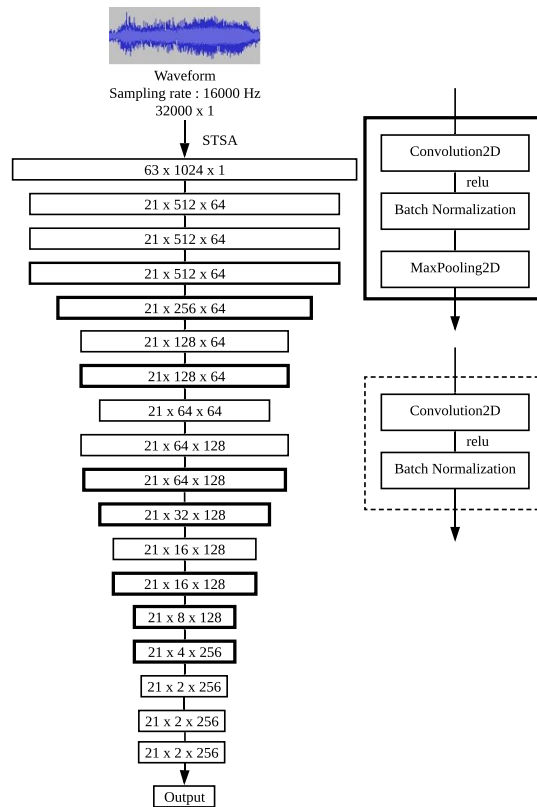 Waveform
Sampling rate : 16000 Hz
32000 x 1
STSA
63 x 1024 x 1
21 x 512 x 64
21 x 512 x 64
21 x 512 x 64
21 x 256 x 64
21 x 128 x 64
21x 128 x 64
21 x 64 x 64
21 x 64 x 128
21 x 64 x 128
21 x 32 x 128
21 x 16 x 128
21 x 16 x 128
21 x 8 x 128
21 x 4 x 256
21 x 2 x 256
21 x 2 x 256
21 x 2 x 256
Output
Convolution2D
relu
Batch Normalization
MaxPooling2D
Convolution2D
relu
Batch Normalization